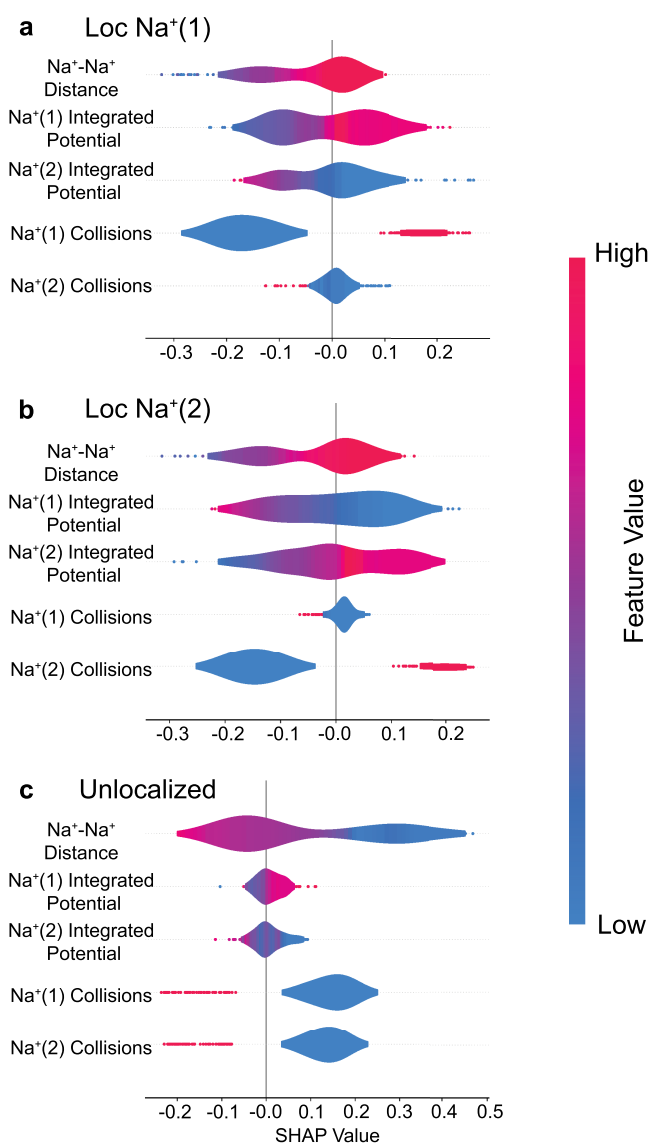 a Loc Na⁺(1)
Na⁺-Na⁺
Distance
Na⁺(1) Integrated
Potential
Na⁺(2) Integrated
Potential
Na⁺(1) Collisions
Na⁺(2) Collisions
-0.3 -0.2 -0.1 -0.0 0.1 0.2
b Loc Na⁺(2)
Na⁺-Na⁺
Distance
Na⁺(1) Integrated
Potential
Na⁺(2) Integrated
Potential
Na⁺(1) Collisions
Na⁺(2) Collisions
-0.3 -0.2 -0.1 -0.0 0.1 0.2
c Unlocalized
Na⁺-Na⁺
Distance
Na⁺(1) Integrated
Potential
Na⁺(2) Integrated
Potential
Na⁺(1) Collisions
Na⁺(2) Collisions
-0.2 -0.1 -0.0 0.1 0.2 0.3 0.4 0.5
SHAP Value
High
Feature Value
Low